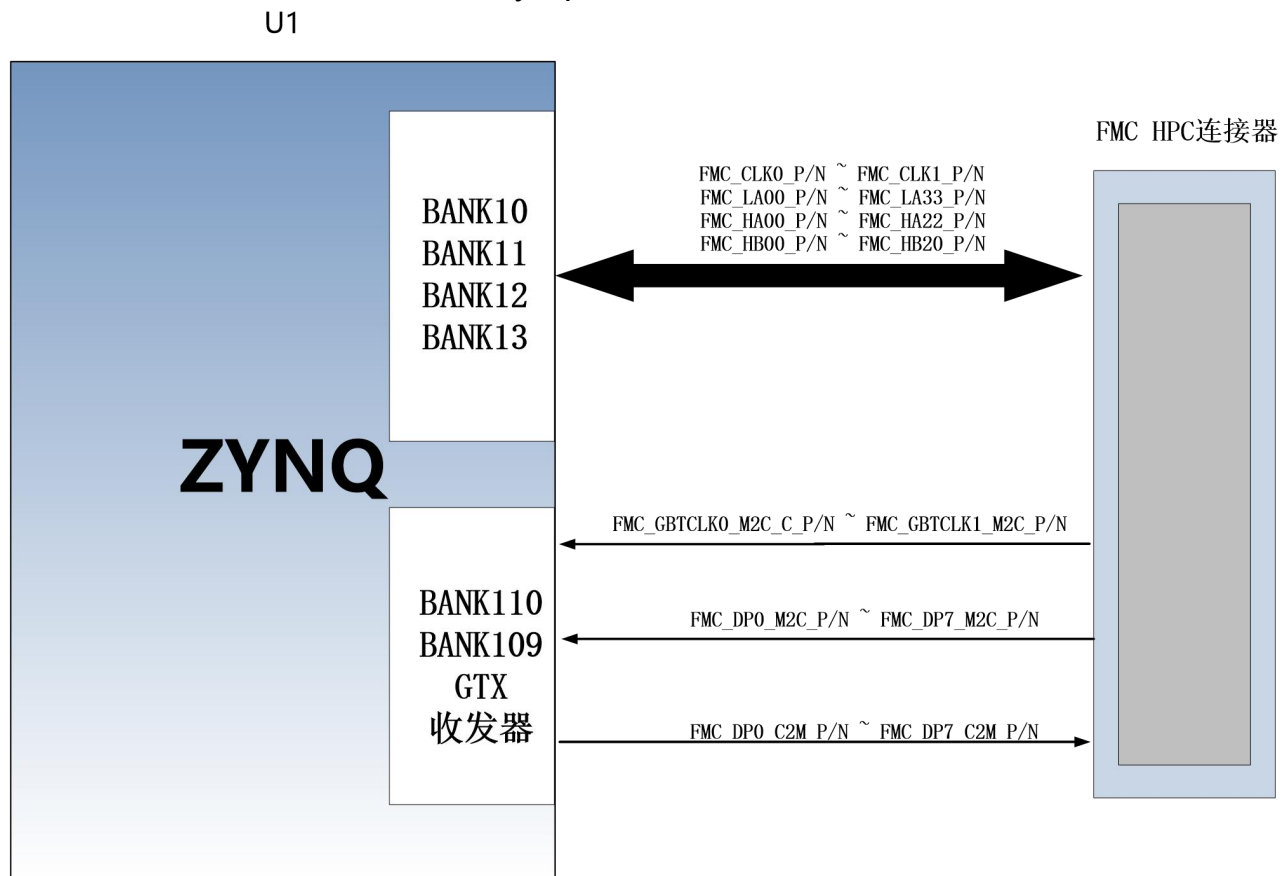 U1
FMC HPC连接器
FMC_CLK0_P/N ~ FMC_CLK1_P/N
FMC_LA00_P/N ~ FMC_LA33_P/N
FMC_HA00_P/N ~ FMC_HA22_P/N
FMC_HB00_P/N ~ FMC_HB20_P/N
BANK10
BANK11
BANK12
BANK13
ZYNQ
FMC_GBTCLK0_M2C_C_P/N ~ FMC_GBTCLK1_M2C_P/N
BANK110
BANK109
GTX
收发器
FMC_DP0_M2C_P/N ~ FMC_DP7_M2C_P/N
FMC_DP0_C2M_P/N ~ FMC_DP7_C2M_P/N